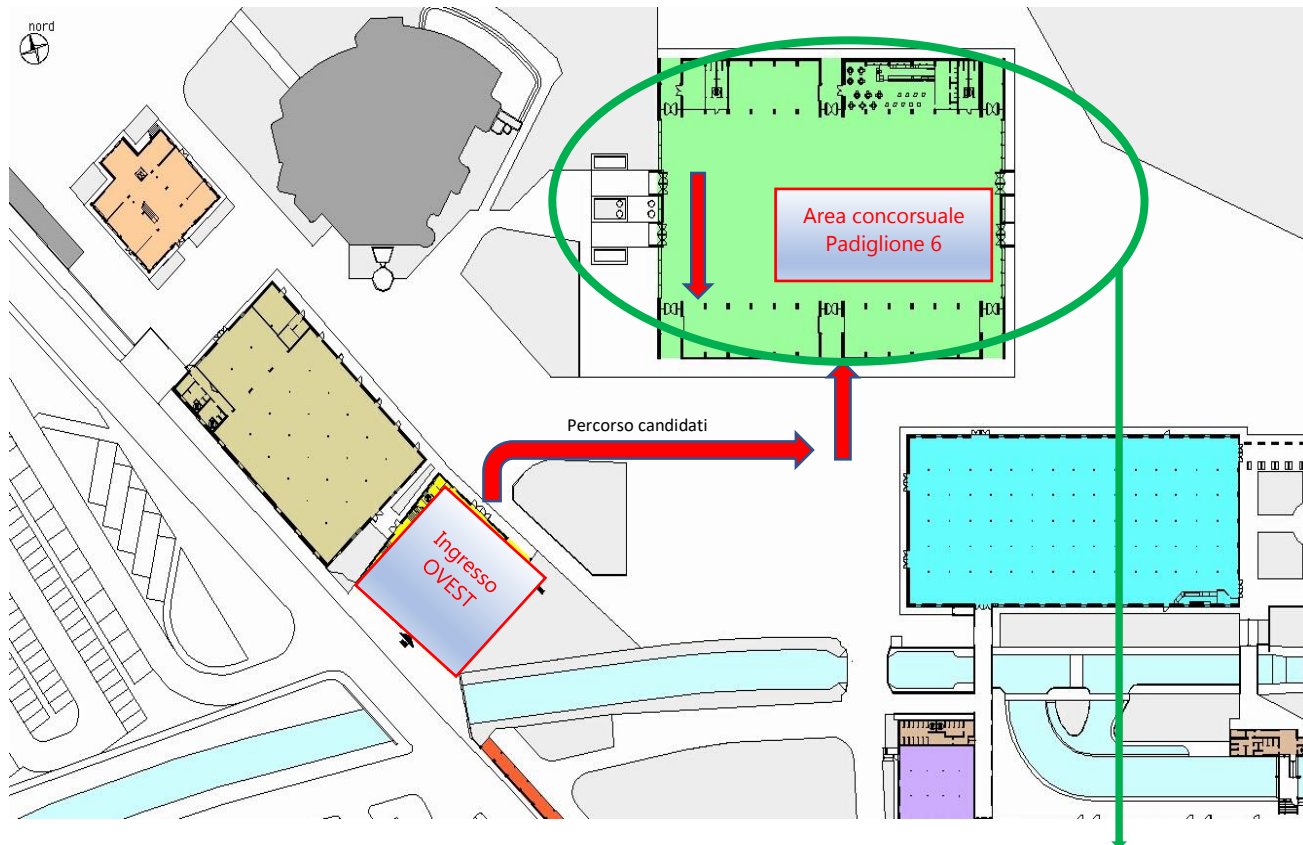 nord
Area concorsuale
Padiglione 6
Percorso candidati
Ingresso
OVEST